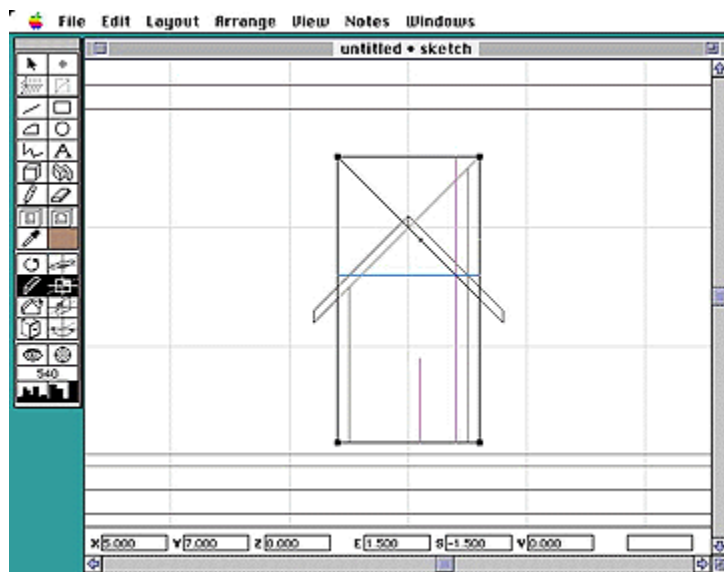 File Edit Layout Arrange View Notes Windows
untitled • sketch
A
540
X 5.000 Y 7.000 Z 0.000 E 1.500 S -1.500 V 0.000